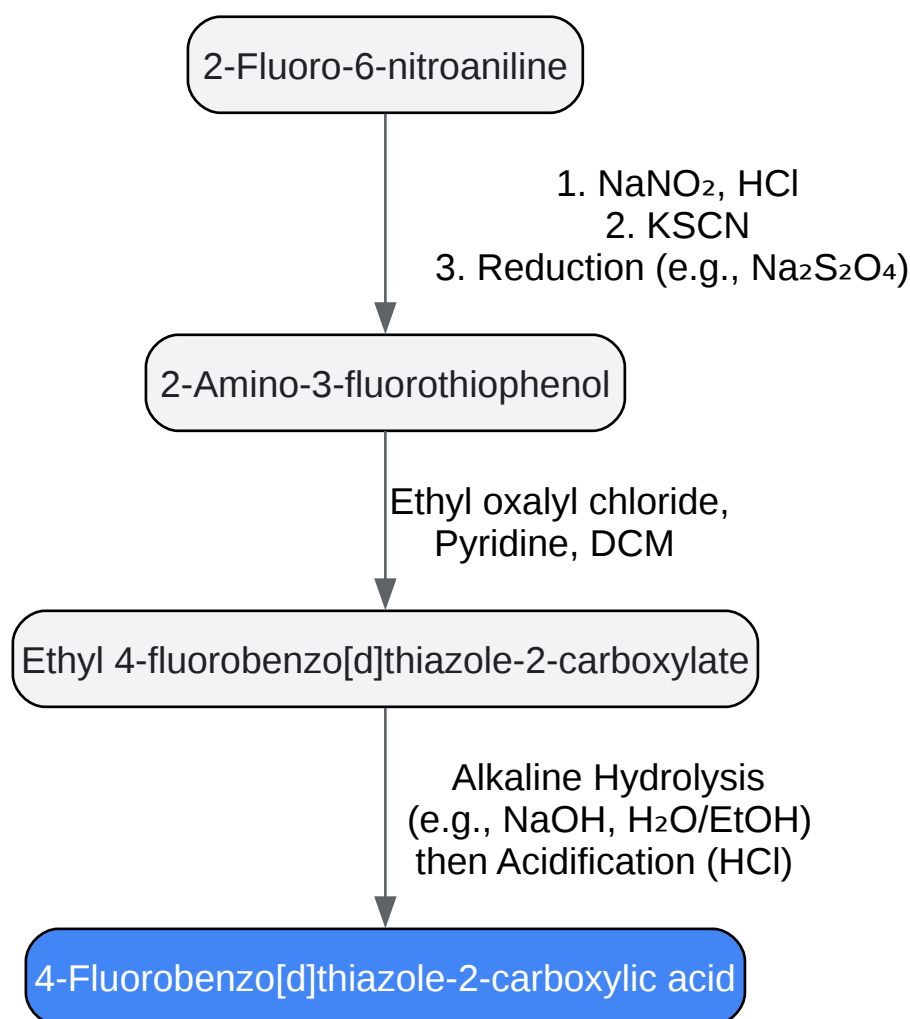 2-Fluoro-6-nitroaniline
1. NaNO₂, HCl
2. KSCN
3. Reduction (e.g., Na₂S₂O₄)
2-Amino-3-fluorothiophenol
Ethyl oxalyl chloride,
Pyridine, DCM
Ethyl 4-fluorobenzo[d]thiazole-2-carboxylate
Alkaline Hydrolysis
(e.g., NaOH, H₂O/EtOH)
then Acidification (HCl)
4-Fluorobenzo[d]thiazole-2-carboxylic acid